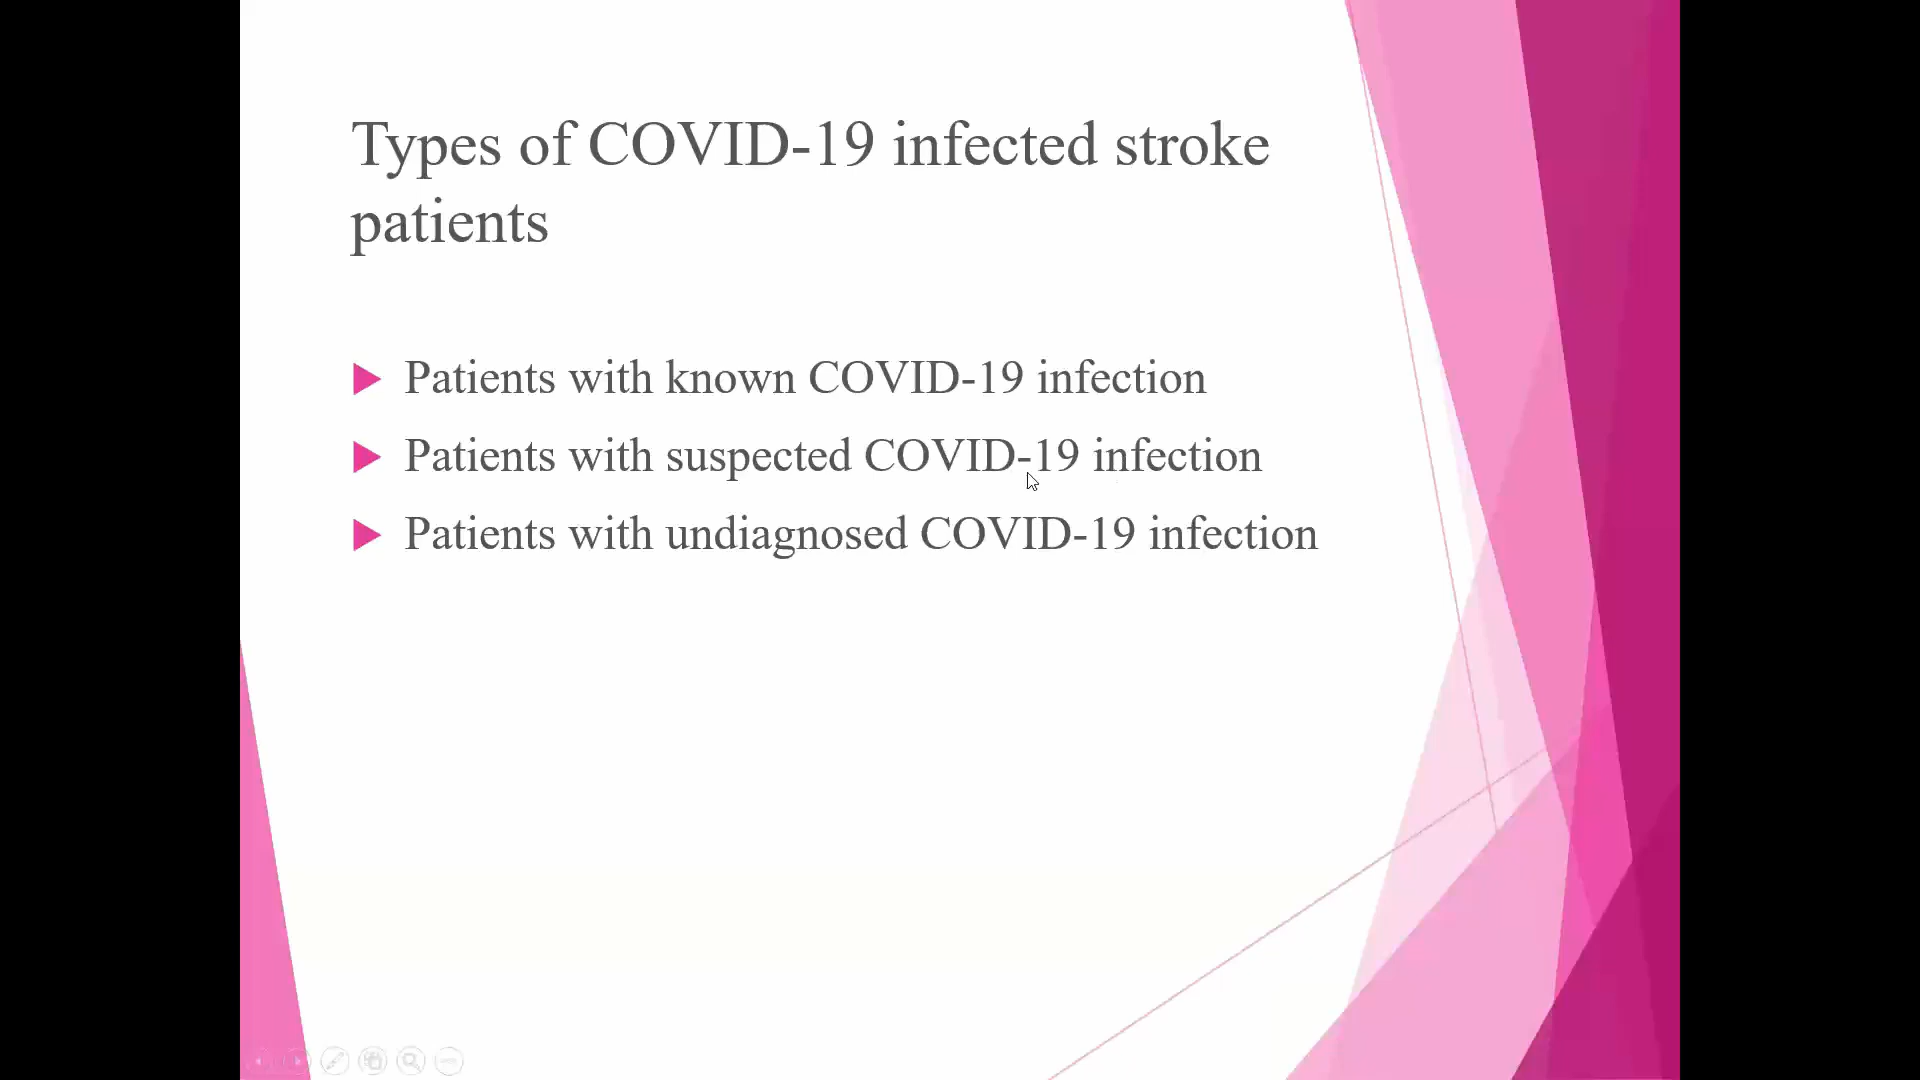 Types of COVID-19 infected stroke
patients
Patients with known COVID-19 infection
Patients with suspected COVID-19 infection
Patients with undiagnosed COVID-19 infection